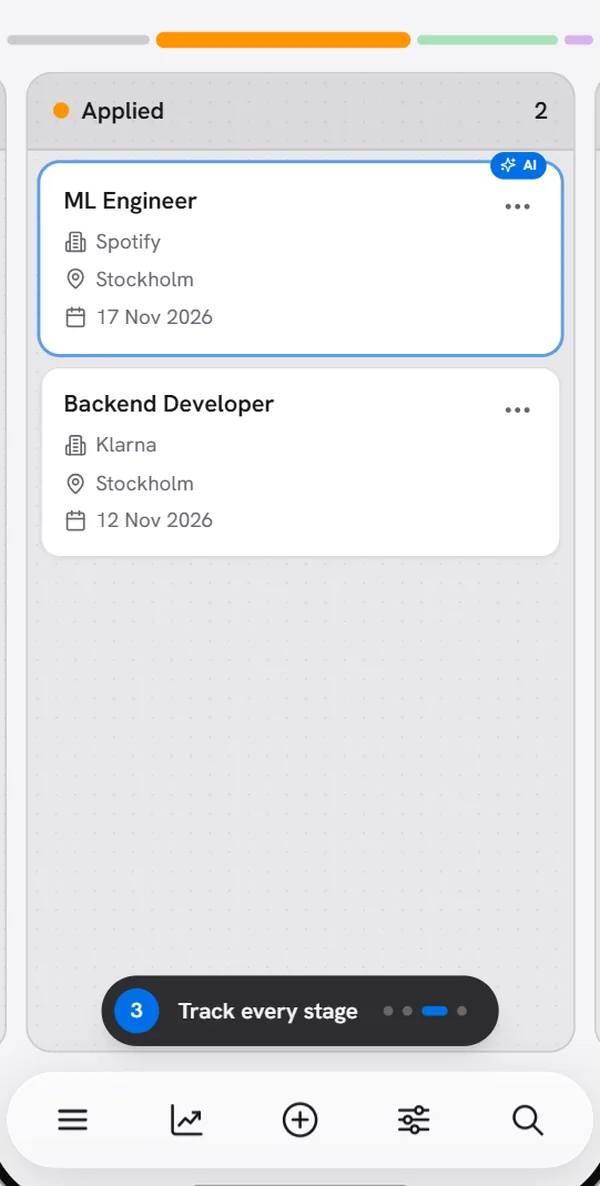 Applied 2
AI
ML Engineer
Spotify
Stockholm
17 Nov 2026
Backend Developer
Klarna
Stockholm
12 Nov 2026
3 Track every stage